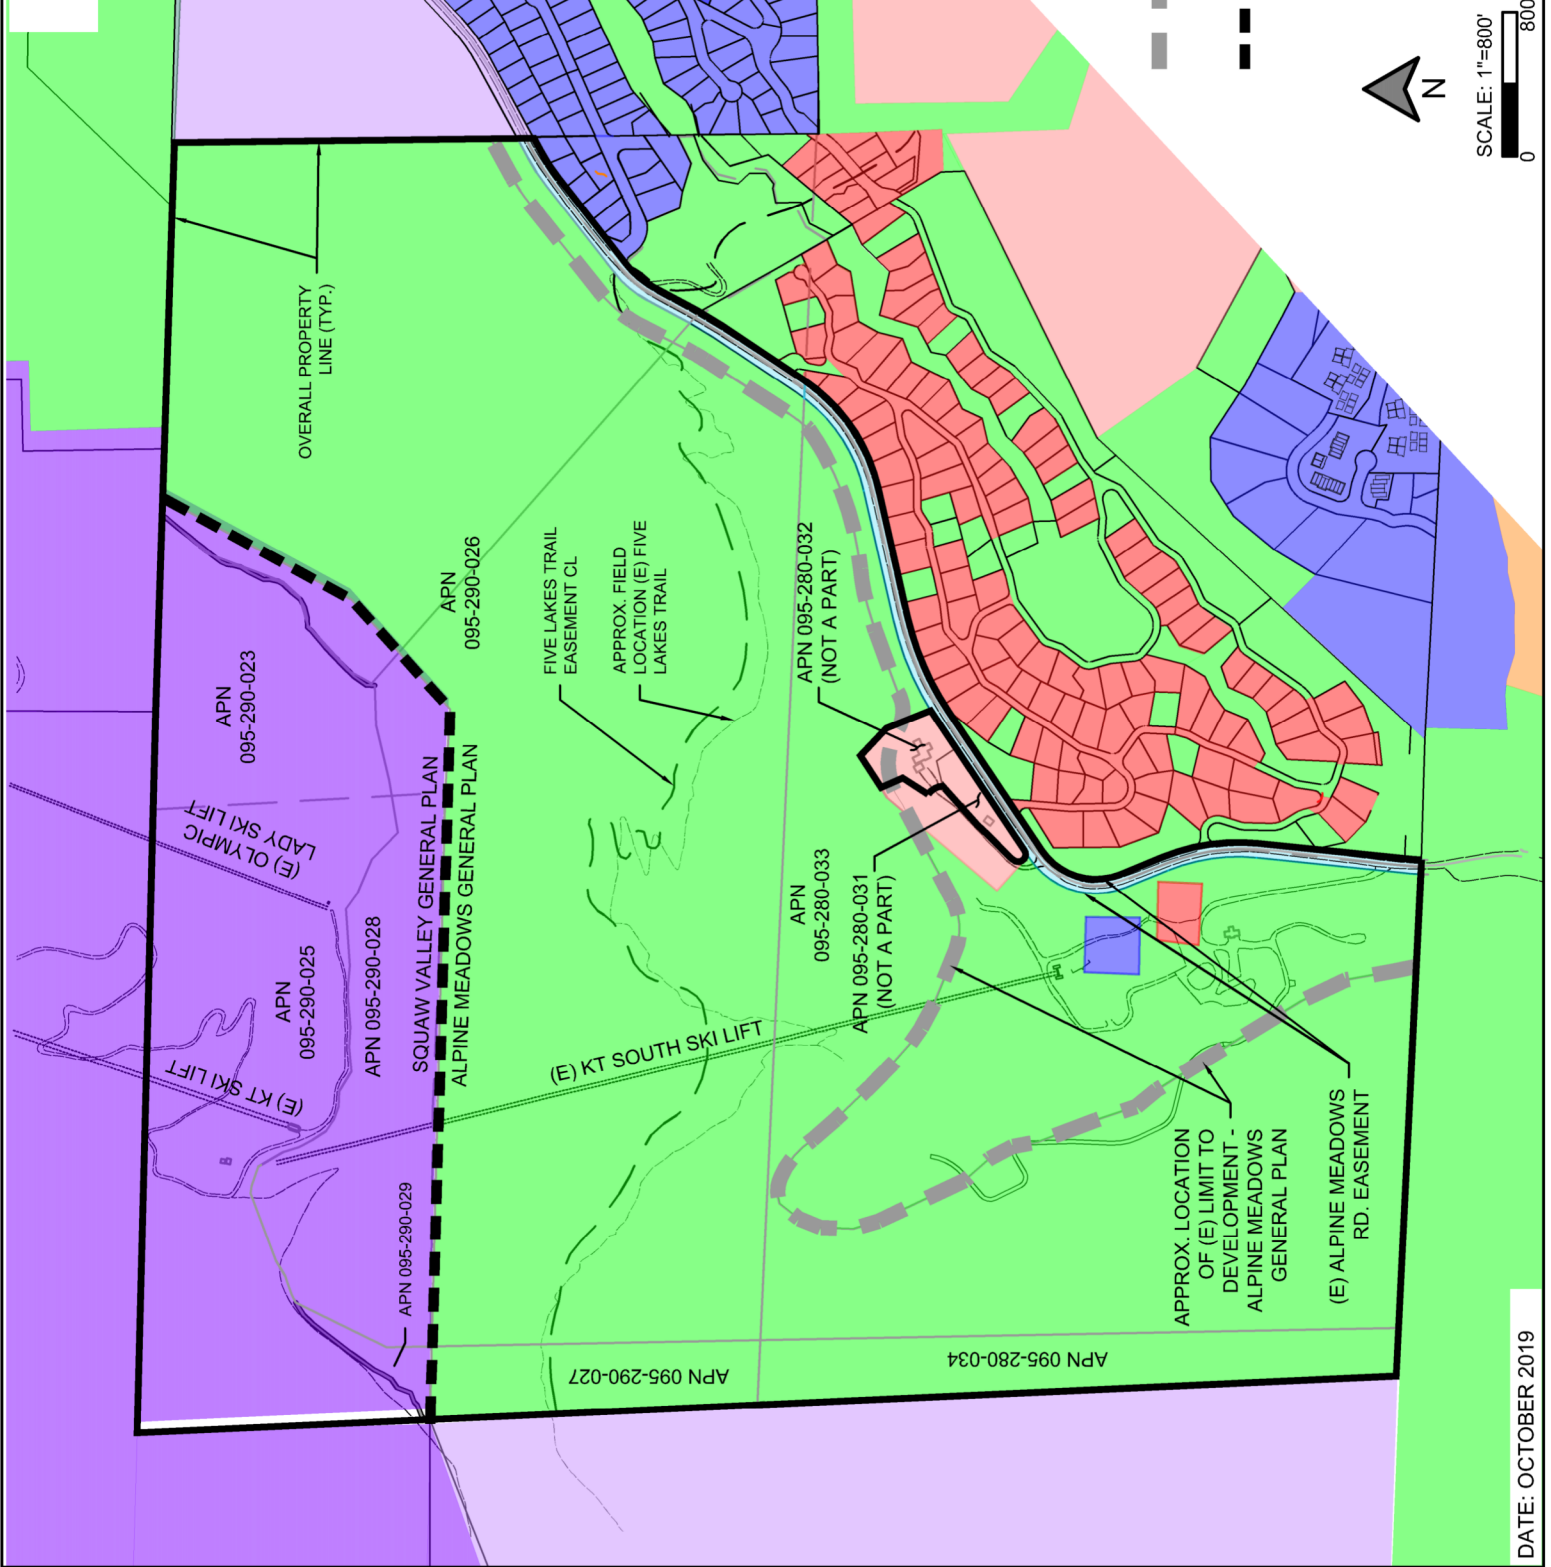 OVERALL PROPERTY
LINE (TYP.)
APN
095-290-023
APN
095-290-026
(E) OLYMPIC
LADY SKI LIFT
FIVE LAKES TRAIL
EASEMENT CL
APPROX. FIELD
LOCATION (E) FIVE
LAKES TRAIL
APN 095-280-032
(NOT A PART)
APN
095-290-025
APN 095-290-028
SQUAW VALLEY GENERAL PLAN
ALPINE MEADOWS GENERAL PLAN
(E) KT SKI LIFT
(E) KT SOUTH SKI LIFT
APN
095-280-033
APN 095-280-031
(NOT A PART)
APN 095-290-029
APN 095-290-027
APN 095-280-034
APPROX. LOCATION
OF (E) LIMIT TO
DEVELOPMENT -
ALPINE MEADOWS
GENERAL PLAN
(E) ALPINE MEADOWS
RD. EASEMENT
N
SCALE: 1"=800'
0
800
DATE: OCTOBER 2019